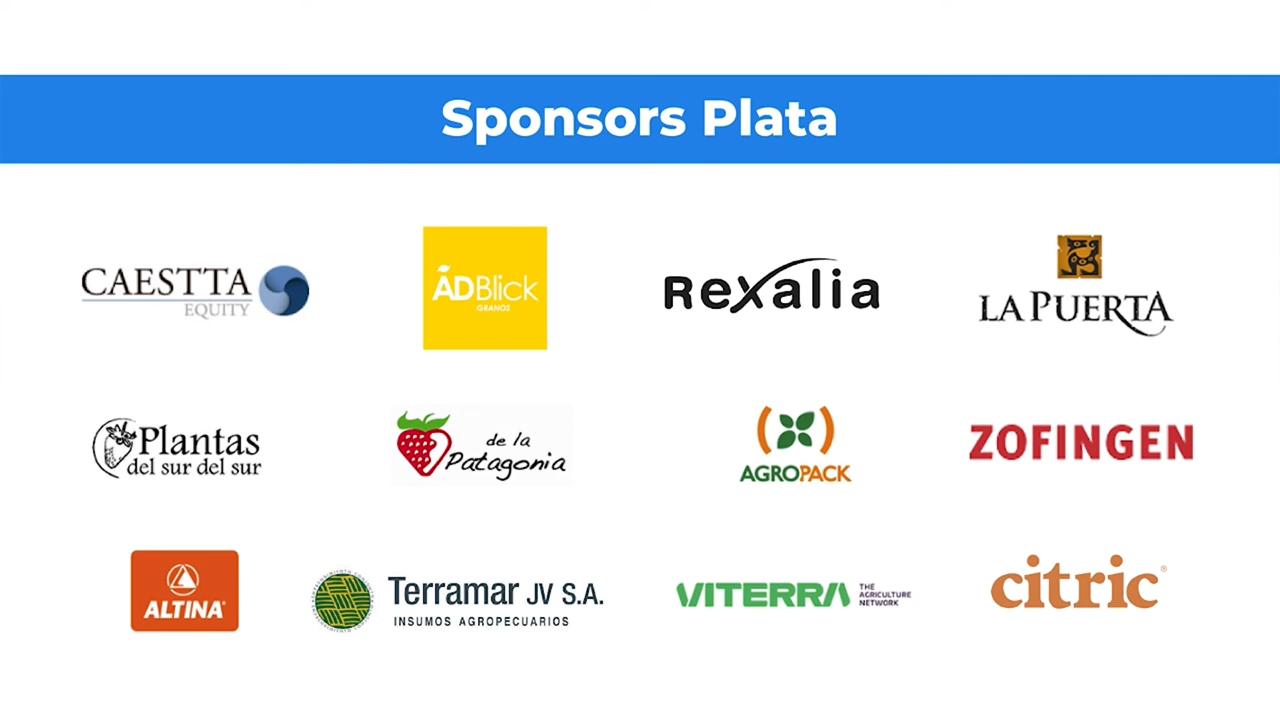 Sponsors Plata
CAESTTA
EQUITY
ADBlick
GRANOS
Rexalia
LA PUERTA
Plantas
del sur del sur
de la
Patagonia
AGROPACK
ZOFINGEN
ALTINA®
Terramar JV S.A.
INSUMOS AGROPECUARIOS
VITERRA
THE
AGRICULTURE
NETWORK
citric®